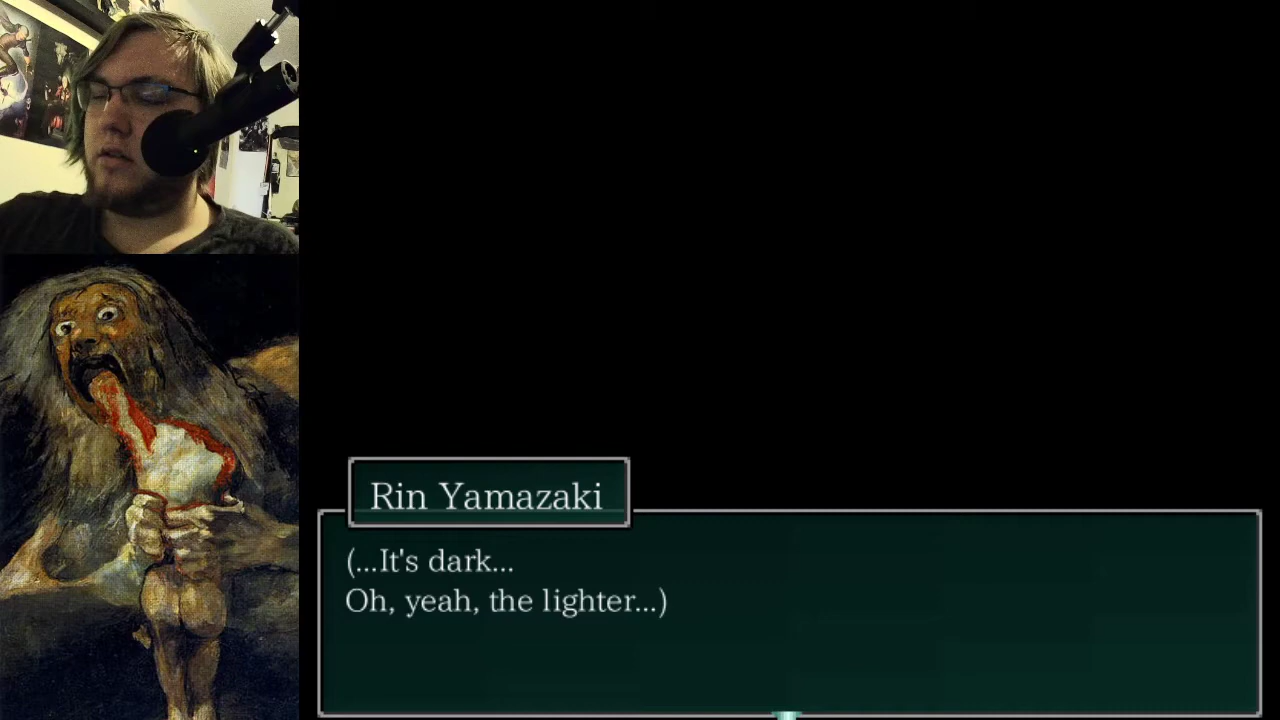 Rin Yamazaki
(...It's dark...
Oh, yeah, the lighter...)